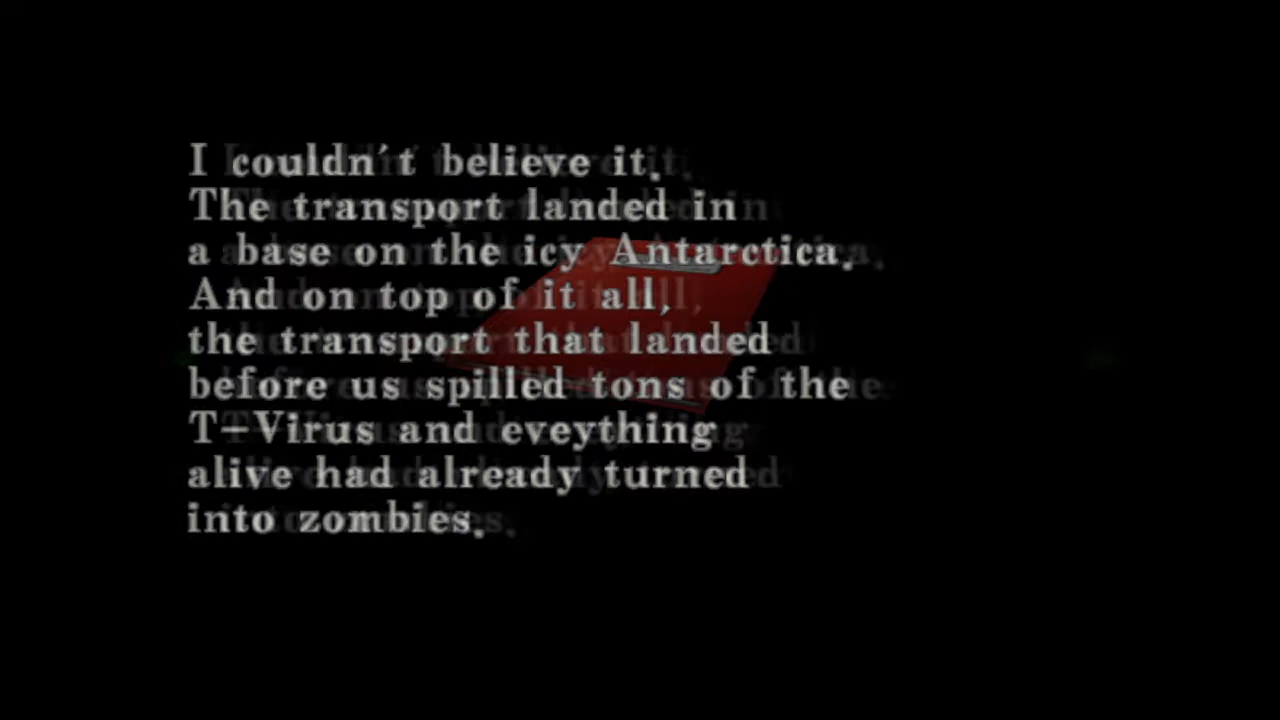 I couldn't believe it.
The transport landed in
a base on the icy Antarctica.
And on top of it all,
the transport that landed
before us spilled tons of the
T-Virus and eveything
alive had already turned
into zombies.